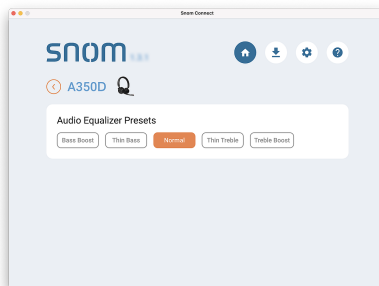 Snom Connect
snom
A350D
Audio Equalizer Presets
Bass Boost Thin Bass Normal Thin Treble Treble Boost